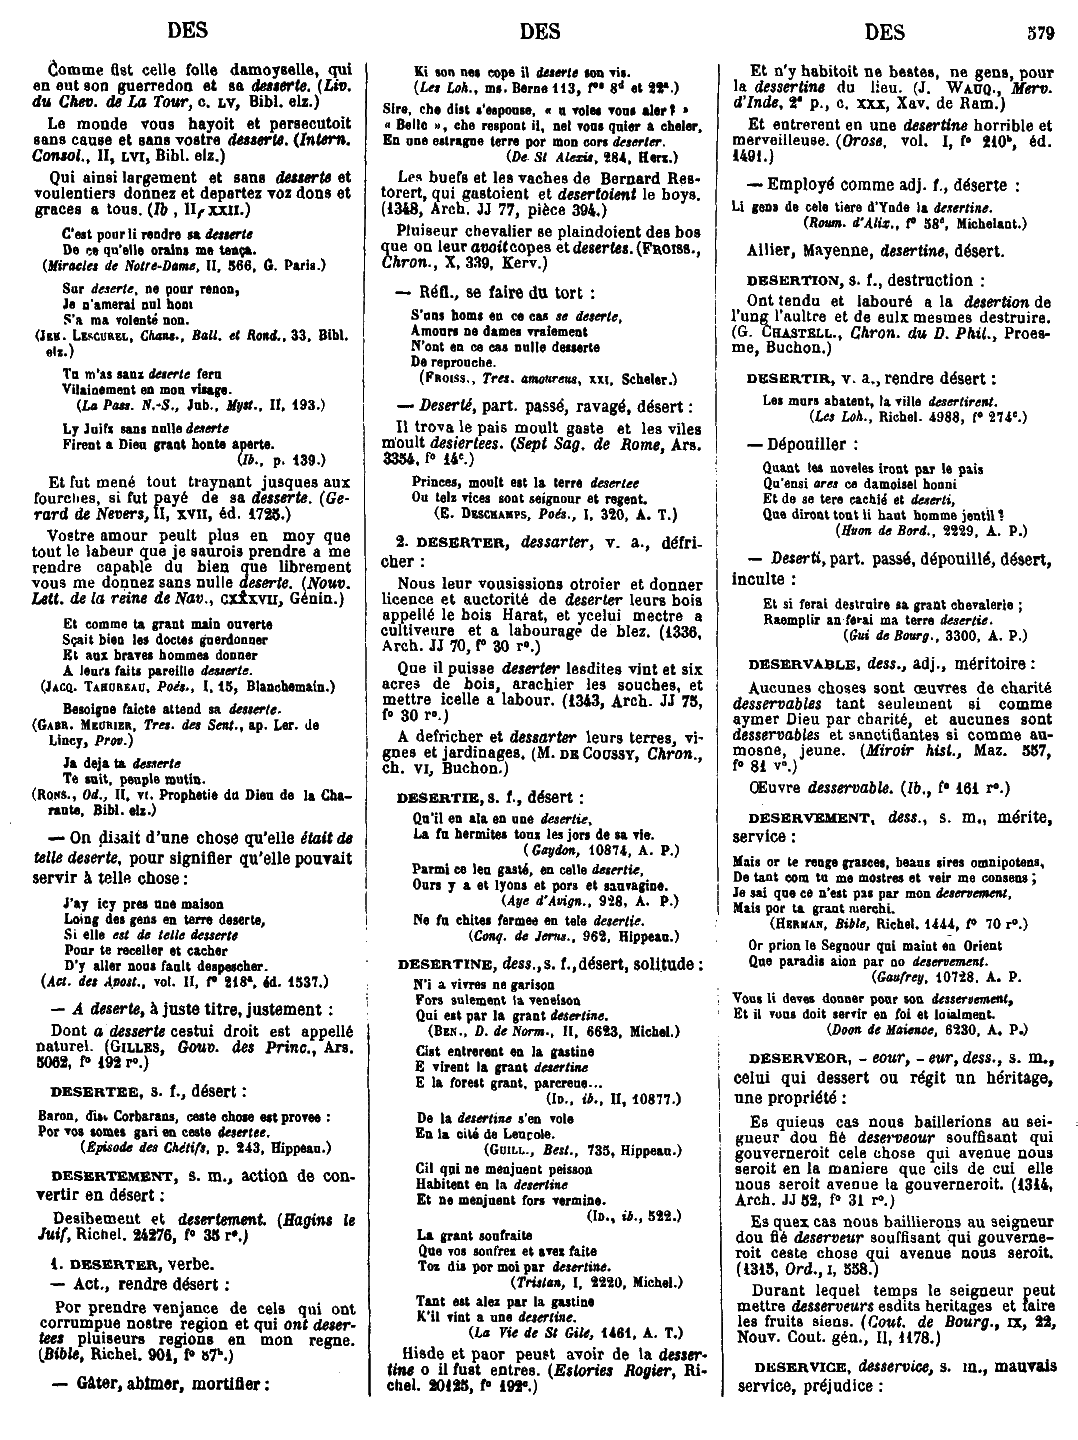 DES
DES
DES 579
Comme fist celle folle damoyselle, qui
en eut son guerredon et sa deserte. (Liv.
du Chev. de La Tour, c. LV, Bibl. elz.)
Le monde vous hayoit et persecutoit
sans cause et sans vostre desserte. (Intern.
Consol., II, LVI, Bibl. elz.)
Qui ainsi largement et sans desserte et
voulentiers donnez et departez voz dons et
graces a tous. (Ib , II, XXII.)
C'est pour li rendre sa desserte
De ce qu'elle orains me tença.
(Miracles de Notre-Dame, II, 566, G. Paris.)
Sur deserte, ne pour renon,
Je n'amerai nul hom
S'a ma volenté non.
(JEH. LESCUREL, Chans., Ball. et Rond., 33, Bibl.
elz.)
Tu m'as sanz deserte feru
Vilainement en mon visage.
(La Pass. N.-S., Jub., Myst., II, 193.)
Ly Juifs sans nulle deserte
Firent a Dieu grant honte aperte.
(Ib., p. 139.)
Et fut mené tout traynant jusques aux
fourches, si fut payé de sa desserte. (Ge-
rard de Nevers, II, XVII, éd. 1725.)
Vostre amour peult plus en moy que
tout le labeur que je saurois prendre a me
rendre capable du bien que librement
vous me donnez sans nulle deserte. (Nouv.
Lett. de la reine de Nav., CXXXVII, Génin.)
Et comme ta grant main ouverte
Sçait bien les doctes guerdonner
Et aux braves hommes donner
A leurs faits pareille deserte.
(JACQ. TAHUREAU, Poés., I, 15, Blanchemain.)
Besoigne faicte attend sa deserte.
(GABR. MEURIER, Tres. des Sent., ap. Ler. de
Lincy, Prov.)
Ja deja ta desserte
Te suit, peuple mutin.
(RONS., Od., II, VI, Prophetie du Dieu de la Cha-
rante, Bibl. elz.)
— On disait d'une chose qu'elle était de
telle deserte, pour signifier qu'elle pouvait
servir à telle chose :
J'ay icy pres une maison
Loing des gens en terre deserte,
Si elle est de telle desserte
Pour te receller et cacher
D'y aller nous fault despescher.
(Act. des Apost., vol. II, f° 218ª, éd. 1537.)
— A deserte, à juste titre, justement :
Dont a desserte cestui droit est appellé
naturel. (GILLES, Gouv. des Princ., Ars.
5062, f° 192 r°.)
DESERTEE, s. f., désert :
Baron, dist Corbarans, ceste chose est provee :
Por vos somes gari en ceste desertee.
(Episode des Chétifs, p. 243, Hippeau.)
DESERTEMENT, s. m., action de con-
vertir en désert :
Desibement et desertement. (Hagins le
Juif, Richel. 24276, f° 35 r°.)
1. DESERTER, verbe.
— Act., rendre désert :
Por prendre venjance de cels qui ont
corrumpue nostre region et qui ont deser-
tees pluiseurs regions en mon regne.
(Bible, Richel. 901, f° 57ᵇ.)
— Gâter, abîmer, mortifier :
Ki son nes cope il deserte son vis.
(Les Loh., ms. Berne 113, fᵒˢ 8ᵈ et 22ª.)
Sire, che dist s'espouse, « u voles vous aler ? »
« Belle », che respont il, nel vous quier a cheler,
En une estragne terre por mon cors deserter.
(De St Alexis, 284, Herz.)
Les buefs et les vaches de Bernard Res-
torert, qui gastoient et desertoient le boys.
(1348, Arch. JJ 77, pièce 394.)
Pluiseur chevalier se plaindoient des bos
que on leur avoit copes et desertes. (FROISS.,
Chron., X, 339, Kerv.)
— Réfl., se faire du tort :
S'uns homs en ce cas se deserte,
Amours ne dames vraiement
N'ont en ce cas nulle desserte
De reprouche.
(FROISS., Tres. amoureus, XXI, Scheler.)
— Deserté, part. passé, ravagé, désert :
Il trova le pais moult gaste et les viles
moult desiertees. (Sept Sag. de Rome, Ars.
3354, f° 14ᶜ.)
Princes, moult est la terre desertee
Ou telz vices sont seignour et regent.
(E. DESCHAMPS, Poés., I, 320, A. T.)
2. DESERTER, dessarter, v. a., défri-
cher :
Nous leur vousissions otroier et donner
licence et auctorité de deserter leurs bois
appellé le bois Harat, et ycelui mectre a
cultiveure et a labourage de blez. (1336,
Arch. JJ 70, f° 30 r°.)
Que il puisse deserter lesdites vint et six
acres de bois, arachier les souches, et
mettre icelle a labour. (1343, Arch. JJ 75,
f° 30 r°.)
A defricher et dessarter leurs terres, vi-
gnes et jardinages. (M. DE COUSSY, Chron.,
ch. VI, Buchon.)
DESERTIE, s. f., désert :
Qu'il en ala en une desertie,
La fu hermites touz les jors de sa vie.
(Gaydon, 10874, A. P.)
Parmi ce leu gasté, en celle desertie,
Ours y a et lyons et pors et sauvagine.
(Aye d'Avign., 928, A. P.)
Ne fu chites fermee en tele desertie.
(Conq. de Jerus., 962, Hippeau.)
DESERTINE, dess., s. f., désert, solitude :
N'i a vivres ne garison
Fors sulement la veneison
Qui est par la grant desertine.
(BEN., D. de Norm., II, 6623, Michel.)
Cist entrerent en la gastine
E virent la grant desertine
E la forest grant, parcreue...
(ID., ib., II, 10877.)
De la desertine s'en vole
En la cité de Leuçole.
(GUILL., Best., 735, Hippeau.)
Cil qui ne menjuent peisson
Habitent en la desertine
Et ne menjuent fors vermine.
(ID., ib., 522.)
La grant soufraite
Que vos soufrez et avez faite
Toz dis por moi par desertine.
(Tristan, I, 2220, Michel.)
Tant est alez par la gastine
K'il vint a une desertine.
(La Vie de St Gile, 1461, A. T.)
Hisde et paor peust avoir de la desser-
tine o il fust entres. (Estories Rogier, Ri-
chel. 20125, f° 192ᶜ.)
Et n'y habitoit ne bestes, ne gens, pour
la dessertine du lieu. (J. WAUQ., Merv.
d'Inde, 2ᵉ p., c. XXX, Xav. de Ram.)
Et entrerent en une desertine horrible et
merveilleuse. (Orose, vol. I, f° 210ᵇ, éd.
1491.)
— Employé comme adj. f., déserte :
Li gens de cele tiere d'Ynde la desertine.
(Roum. d'Alix., f° 58ᵈ, Michelant.)
Allier, Mayenne, desertine, désert.
DESERTION, s. f., destruction :
Ont tendu et labouré a la desertion de
l'ung l'aultre et de eulx mesmes destruire.
(G. CHASTELL., Chron. du D. Phil., Proes-
me, Buchon.)
DESERTIR, v. a., rendre désert :
Les murs abatent, la ville desertirent.
(Les Loh., Richel. 4988, f° 274ᶜ.)
— Dépouiller :
Quant les noveles iront par le pais
Qu'ensi ares ce damoisel honni
Et de se tere cachié et deserti,
Que diront tout li haut homme jentil ?
(Huon de Bord., 2229, A. P.)
— Deserti, part. passé, dépouillé, désert,
inculte :
Et si ferai destruire sa grant chevalerie ;
Raemplir an ferai ma terre desertie.
(Gui de Bourg., 3300, A. P.)
DESERVABLE, dess., adj., méritoire :
Aucunes choses sont œuvres de charité
desservables tant seulement si comme
aymer Dieu par charité, et aucunes sont
desservables et sanctifiantes si comme au-
mosne, jeune. (Miroir hist., Maz. 557,
f° 81 v°.)
Œuvre desservable. (Ib., f° 161 r°.)
DESERVEMENT, dess., s. m., mérite,
service :
Mais or te renge grasces, beaus sires omnipotens,
De tant com tu me mostres et veir me consens ;
Je sai que ce n'est pas par mon deservement,
Mais por ta grant merchi.
(HERMAN, Bible, Richel. 1444, f° 70 r°.)
Or prion le Segnour qui maint en Orient
Que paradis aion par no deservement.
(Gaufrey, 10728, A. P.
Vous li deves donner pour son desservement,
Et il vous doit servir en foi et loialment.
(Doon de Maience, 6230, A. P.)
DESERVEOR, - eour, - eur, dess., s. m.,
celui qui dessert ou régit un héritage,
une propriété :
Es quieus cas nous baillerions au sei-
gneur dou fié deserveour souffisant qui
gouverneroit cele chose qui avenue nous
seroit en la maniere que cils de cui elle
nous seroit avenue la gouverneroit. (1314,
Arch. JJ 52, f° 31 r°.)
Es quex cas nous baillierons au seigneur
dou fié deserveur souffisant qui gouverne-
roit ceste chose qui avenue nous seroit.
(1315, Ord., I, 558.)
Durant lequel temps le seigneur peut
mettre desserveurs esdits heritages et faire
les fruits siens. (Cout. de Bourg., IX, 22,
Nouv. Cout. gén., II, 1178.)
DESERVICE, desservice, s. m., mauvais
service, préjudice :